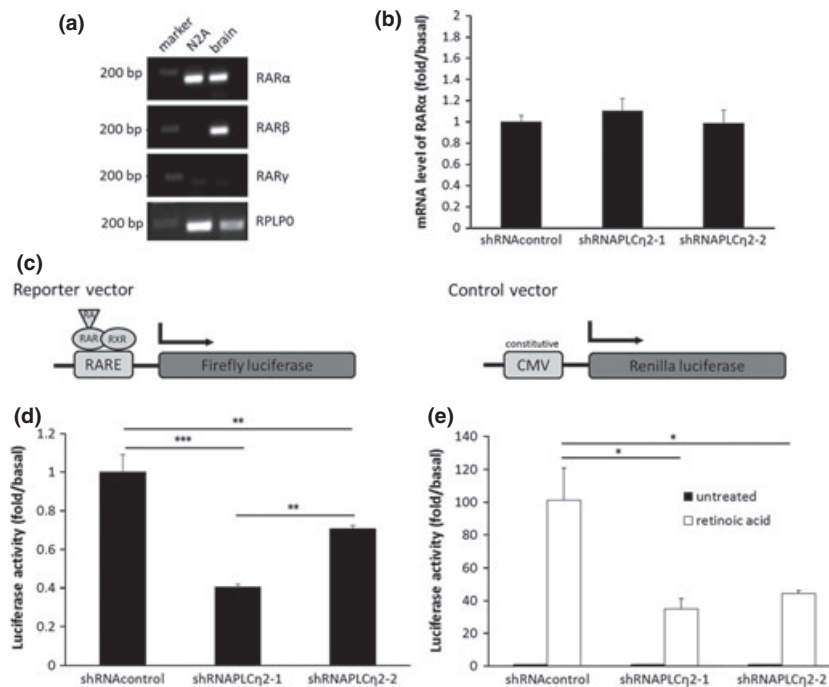 (a)
marker
N2A
brain
200 bp
RARα
200 bp
RARβ
200 bp
RARγ
200 bp
RPLP0
(b)
mRNA level of RARα (fold/basal)
2
1.8
1.6
1.4
1.2
1
0.8
0.6
0.4
0.2
0
shRNAcontrol
shRNAPLCη2-1
shRNAPLCη2-2
(c)
Reporter vector
RA
RAR
RXR
RARE
Firefly luciferase
Control vector
constitutive
CMV
Renilla luciferase
(d)
Luciferase activity (fold/basal)
1.2
1
0.8
0.6
0.4
0.2
0
**
***
**
shRNAcontrol
shRNAPLCη2-1
shRNAPLCη2-2
(e)
Luciferase activity (fold/basal)
140
120
100
80
60
40
20
0
*
*
untreated
retinoic acid
shRNAcontrol
shRNAPLCη2-1
shRNAPLCη2-2